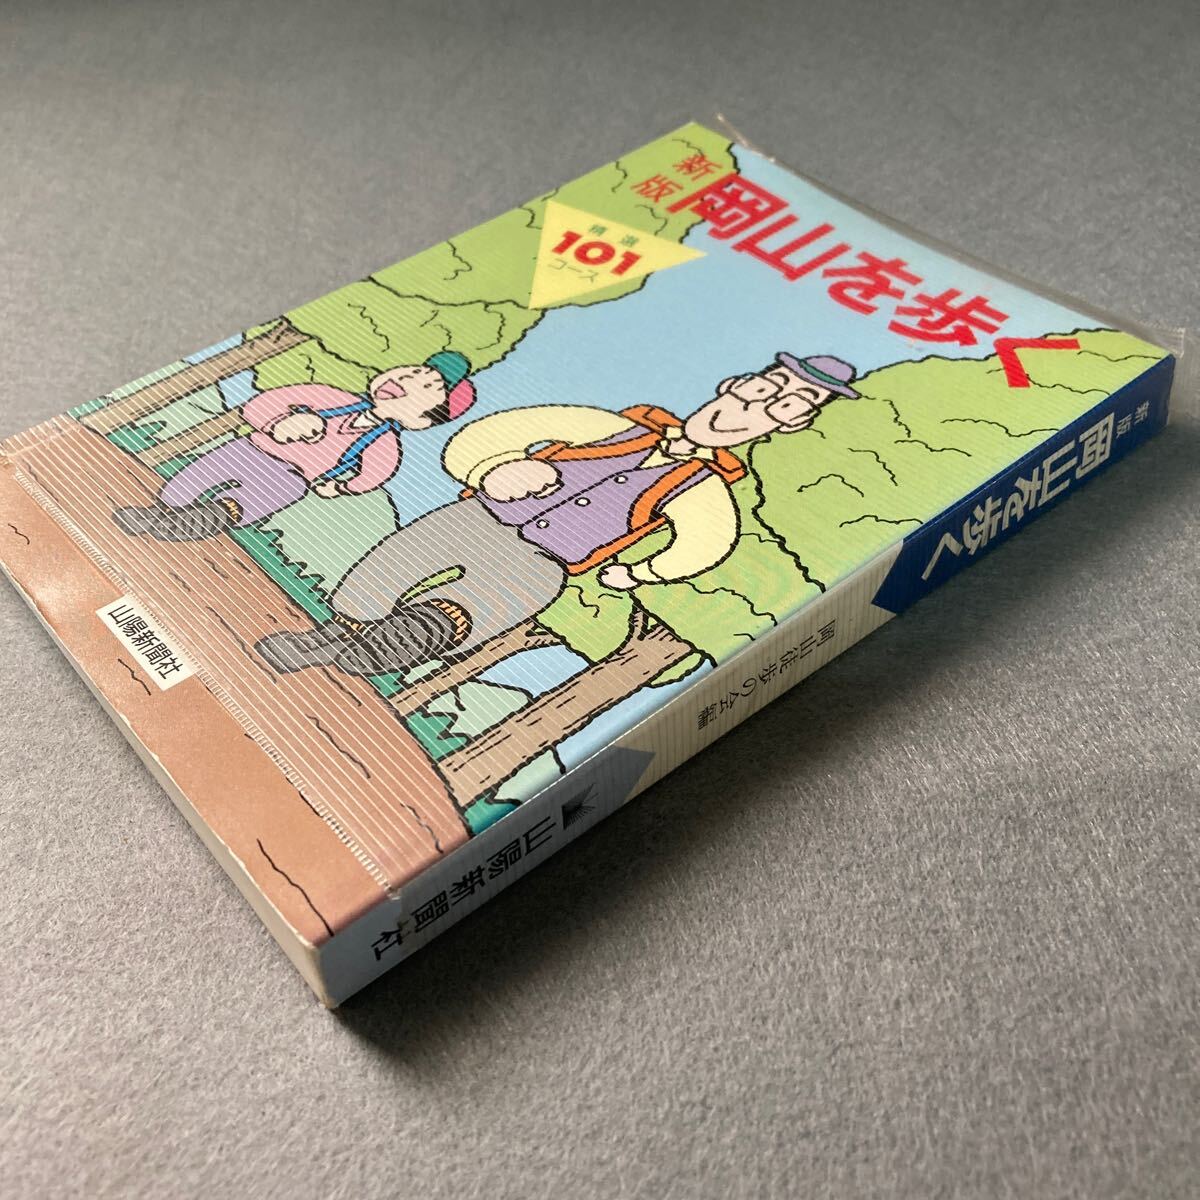 新版
岡山を歩く
精選
101
コース
山陽新聞社
新版
岡山を歩く
岡山徒歩の会編
山陽新聞社